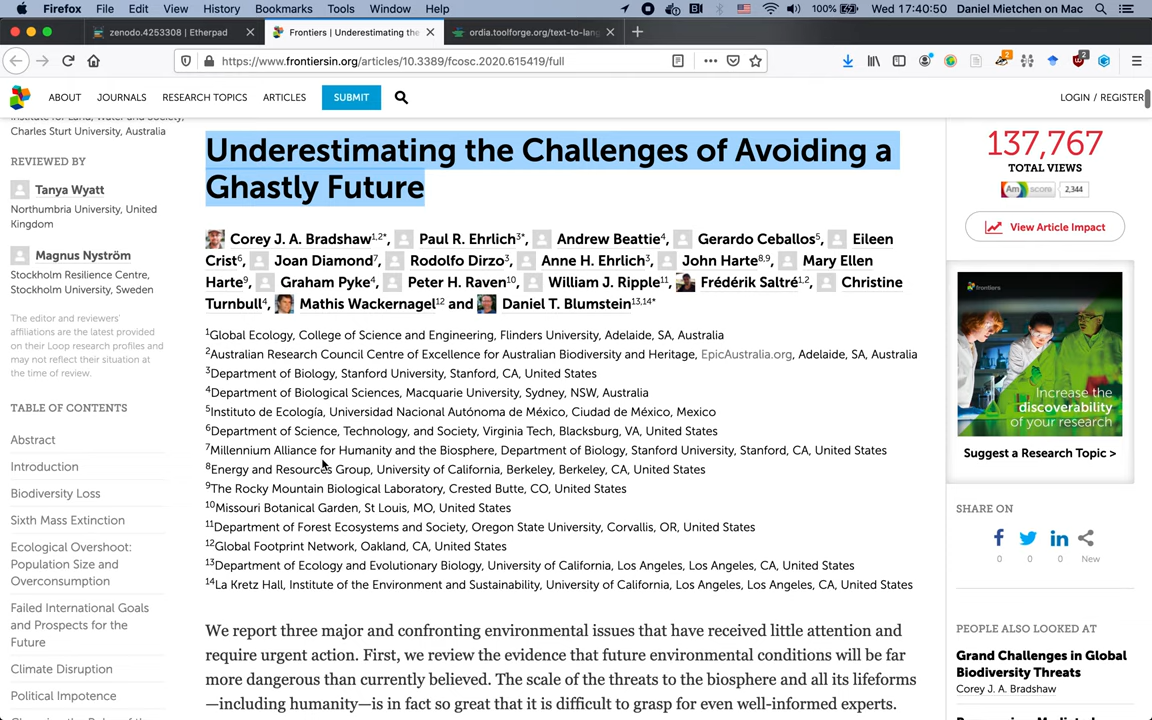 Firefox File Edit View History Bookmarks Tools Window Help 100% Wed 17:40:50 Daniel Mietchen on Mac
zenodo.4253308 | Etherpad
Frontiers | Underestimating the
ordia.toolforge.org/text-to-lang
https://www.frontiersin.org/articles/10.3389/fcosc.2020.615419/full
ABOUT JOURNALS RESEARCH TOPICS ARTICLES SUBMIT LOGIN / REGISTER
Institute for Land, Water and Society,
Charles Sturt University, Australia
REVIEWED BY
Tanya Wyatt
Northumbria University, United
Kingdom
Magnus Nyström
Stockholm Resilience Centre,
Stockholm University, Sweden
The editor and reviewers'
affiliations are the latest provided
on their Loop research profiles and
may not reflect their situation at
the time of review.
TABLE OF CONTENTS
Abstract
Introduction
Biodiversity Loss
Sixth Mass Extinction
Ecological Overshoot:
Population Size and
Overconsumption
Failed International Goals
and Prospects for the
Future
Climate Disruption
Political Impotence
Underestimating the Challenges of Avoiding a
Ghastly Future
Corey J. A. Bradshaw1,2*, Paul R. Ehrlich3*, Andrew Beattie4, Gerardo Ceballos5, Eileen
Crist6, Joan Diamond7, Rodolfo Dirzo3, Anne H. Ehrlich3, John Harte8,9, Mary Ellen
Harte9, Graham Pyke4, Peter H. Raven10, William J. Ripple11, Frédérik Saltré1,2, Christine
Turnbull4, Mathis Wackernagel12 and Daniel T. Blumstein13,14*
1Global Ecology, College of Science and Engineering, Flinders University, Adelaide, SA, Australia
2Australian Research Council Centre of Excellence for Australian Biodiversity and Heritage, EpicAustralia.org, Adelaide, SA, Australia
3Department of Biology, Stanford University, Stanford, CA, United States
4Department of Biological Sciences, Macquarie University, Sydney, NSW, Australia
5Instituto de Ecología, Universidad Nacional Autónoma de México, Ciudad de México, Mexico
6Department of Science, Technology, and Society, Virginia Tech, Blacksburg, VA, United States
7Millennium Alliance for Humanity and the Biosphere, Department of Biology, Stanford University, Stanford, CA, United States
8Energy and Resources Group, University of California, Berkeley, Berkeley, CA, United States
9The Rocky Mountain Biological Laboratory, Crested Butte, CO, United States
10Missouri Botanical Garden, St Louis, MO, United States
11Department of Forest Ecosystems and Society, Oregon State University, Corvallis, OR, United States
12Global Footprint Network, Oakland, CA, United States
13Department of Ecology and Evolutionary Biology, University of California, Los Angeles, Los Angeles, CA, United States
14La Kretz Hall, Institute of the Environment and Sustainability, University of California, Los Angeles, Los Angeles, CA, United States
We report three major and confronting environmental issues that have received little attention and
require urgent action. First, we review the evidence that future environmental conditions will be far
more dangerous than currently believed. The scale of the threats to the biosphere and all its lifeforms
—including humanity—is in fact so great that it is difficult to grasp for even well-informed experts.
137,767
TOTAL VIEWS
Am score 2,344
View Article Impact
frontiers
Increase the
discoverability
of your research.
Suggest a Research Topic >
SHARE ON
0 0 0 New
PEOPLE ALSO LOOKED AT
Grand Challenges in Global
Biodiversity Threats
Corey J. A. Bradshaw